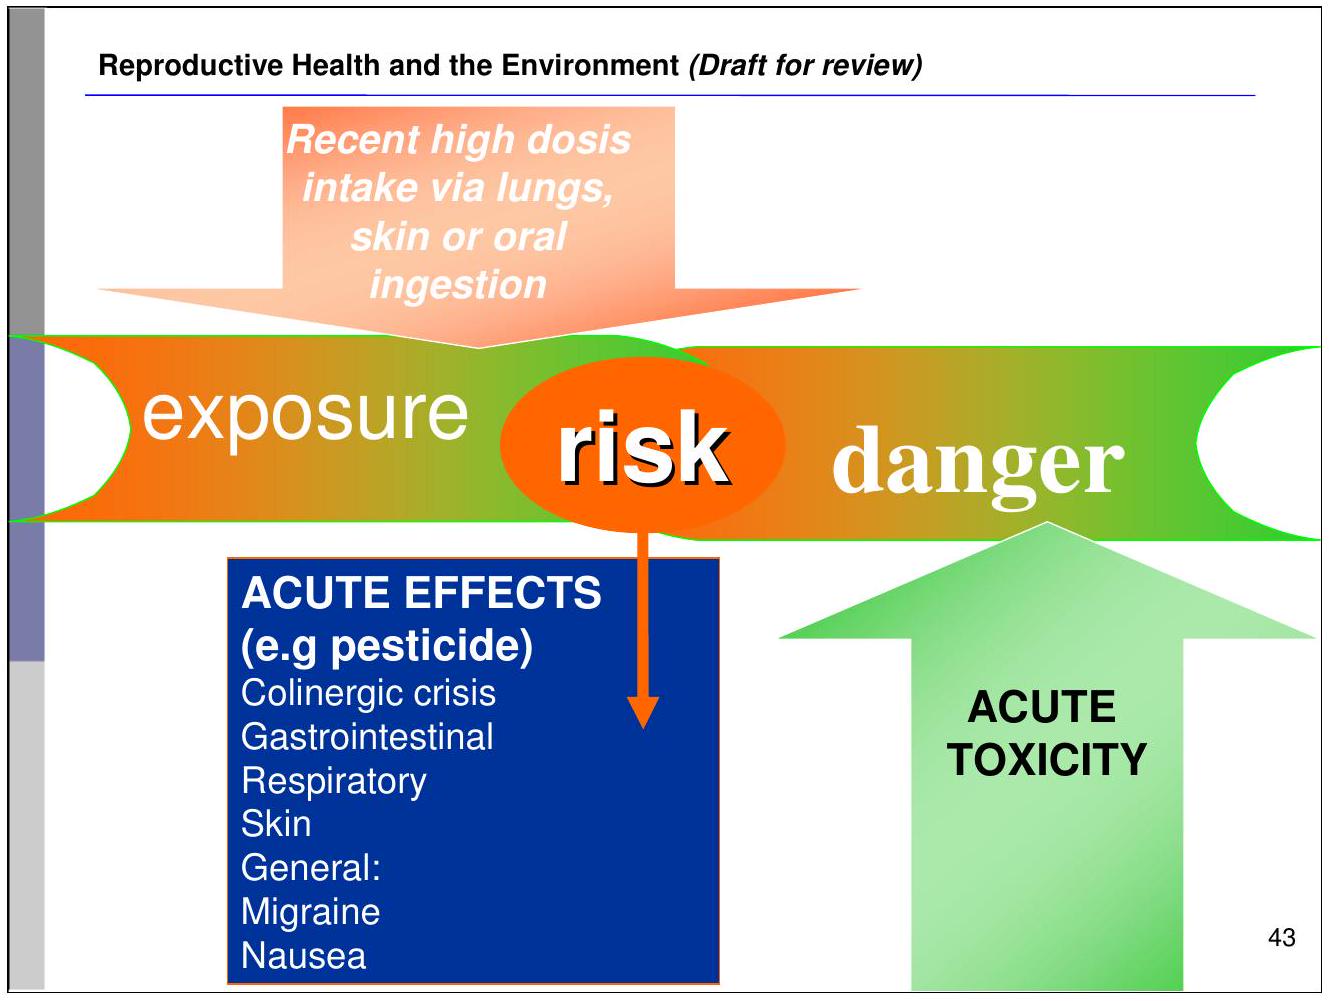 Reproductive Health and the Environment (Draft for review)
Recent high dosis
intake via lungs,
skin or oral
ingestion
exposure
risk
danger
ACUTE EFFECTS
(e.g pesticide)
Colinergic crisis
Gastrointestinal
Respiratory
Skin
General:
Migraine
Nausea
ACUTE
TOXICITY
43